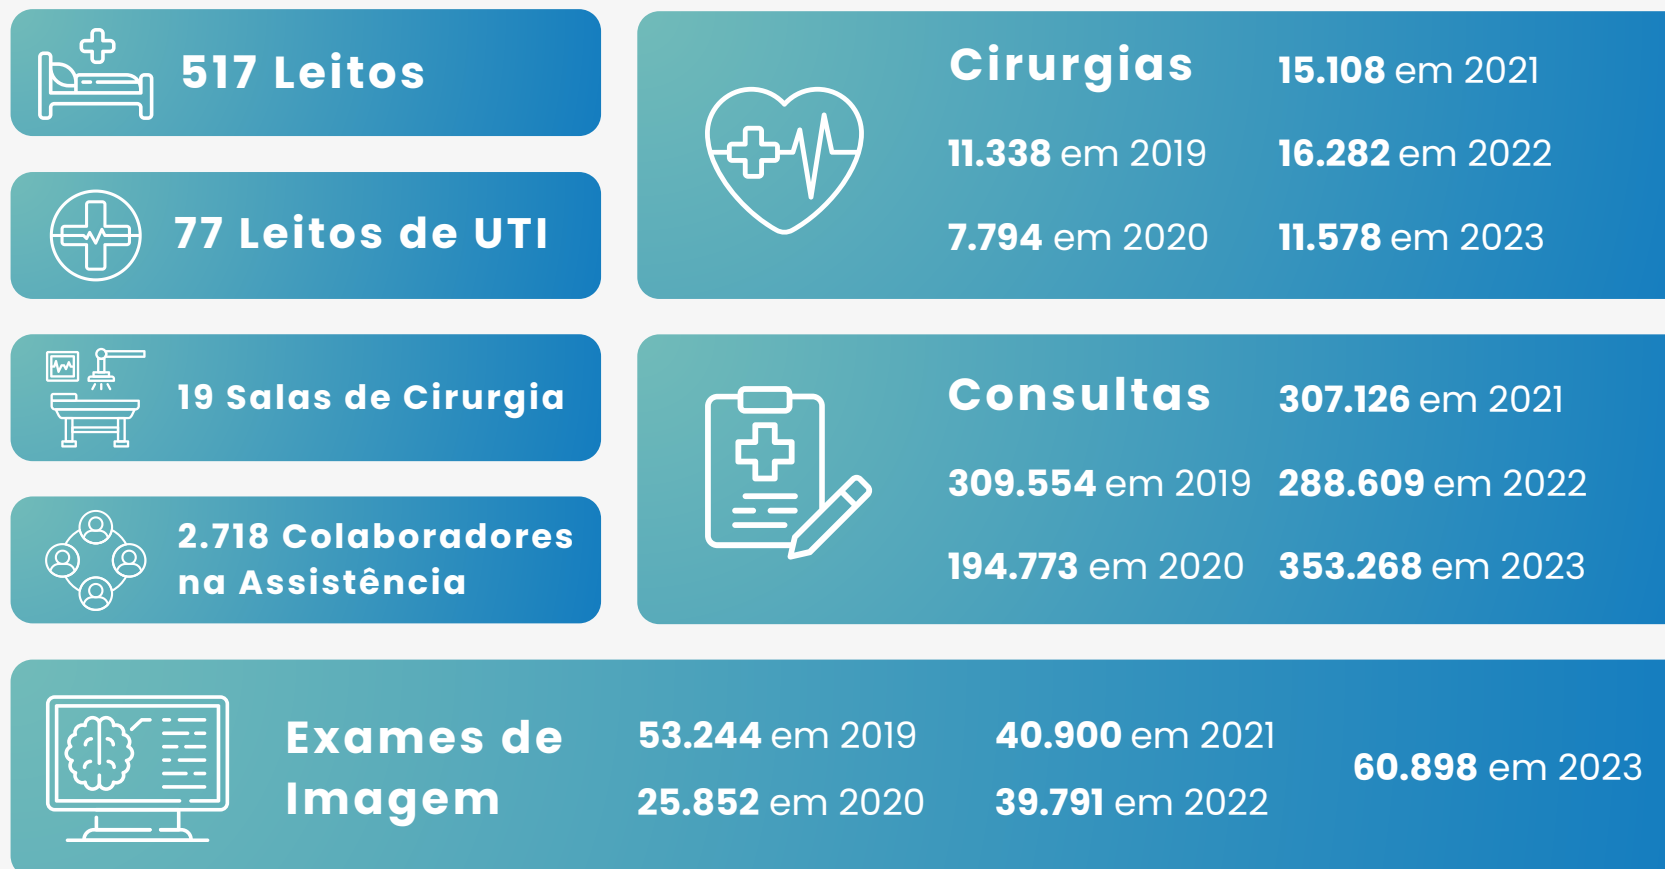 517 Leitos
77 Leitos de UTI
19 Salas de Cirurgia
2.718 Colaboradores
na Assistência
Cirurgias
11.338 em 2019
7.794 em 2020
15.108 em 2021
16.282 em 2022
11.578 em 2023
Consultas
309.554 em 2019
194.773 em 2020
307.126 em 2021
288.609 em 2022
353.268 em 2023
Exames de
Imagem
53.244 em 2019
25.852 em 2020
40.900 em 2021
39.791 em 2022
60.898 em 2023